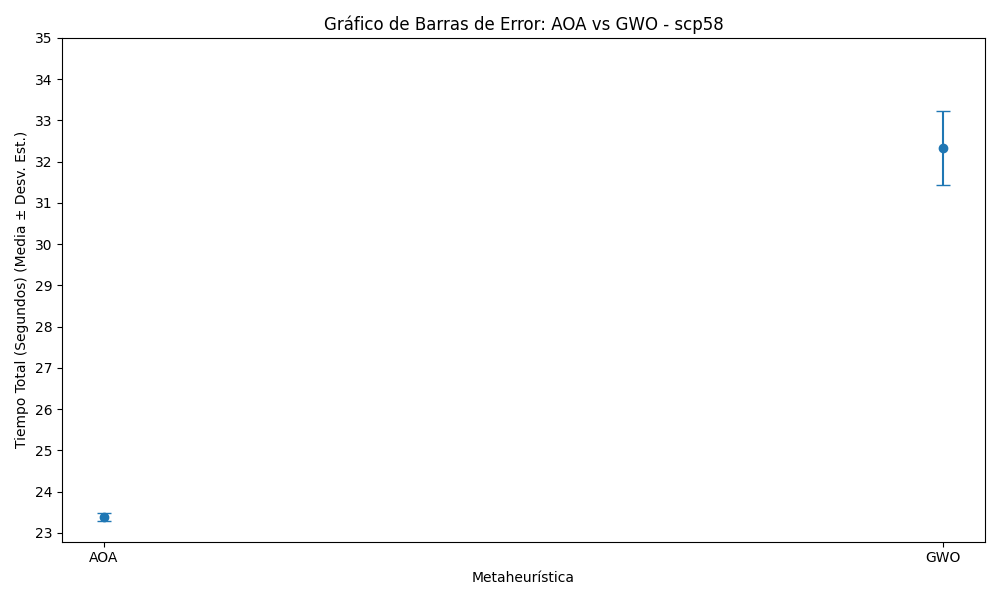 Gráfico de Barras de Error: AOA vs GWO - scp58
Tiempo Total (Segundos) (Media ± Desv. Est.)
35
34
33
32
31
30
29
28
27
26
25
24
23
AOA
GWO
Metaheurística